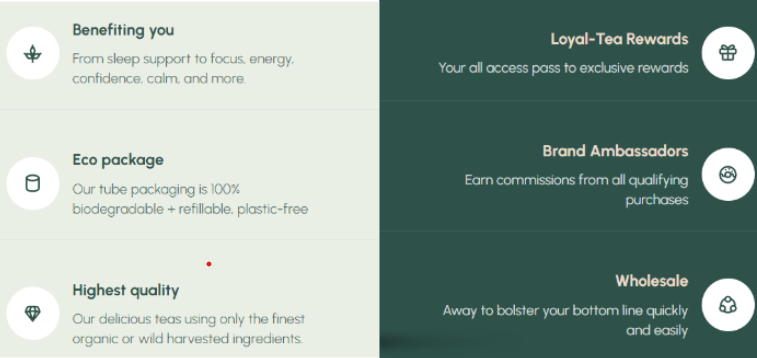 Benefiting you
From sleep support to focus, energy,
confidence, calm, and more.
Eco package
Our tube packaging is 100%
biodegradable + refillable, plastic-free
Highest quality
Our delicious teas using only the finest
organic or wild harvested ingredients.
Loyal-Tea Rewards
Your all access pass to exclusive rewards
Brand Ambassadors
Earn commissions from all qualifying
purchases
Wholesale
Away to bolster your bottom line quickly
and easily